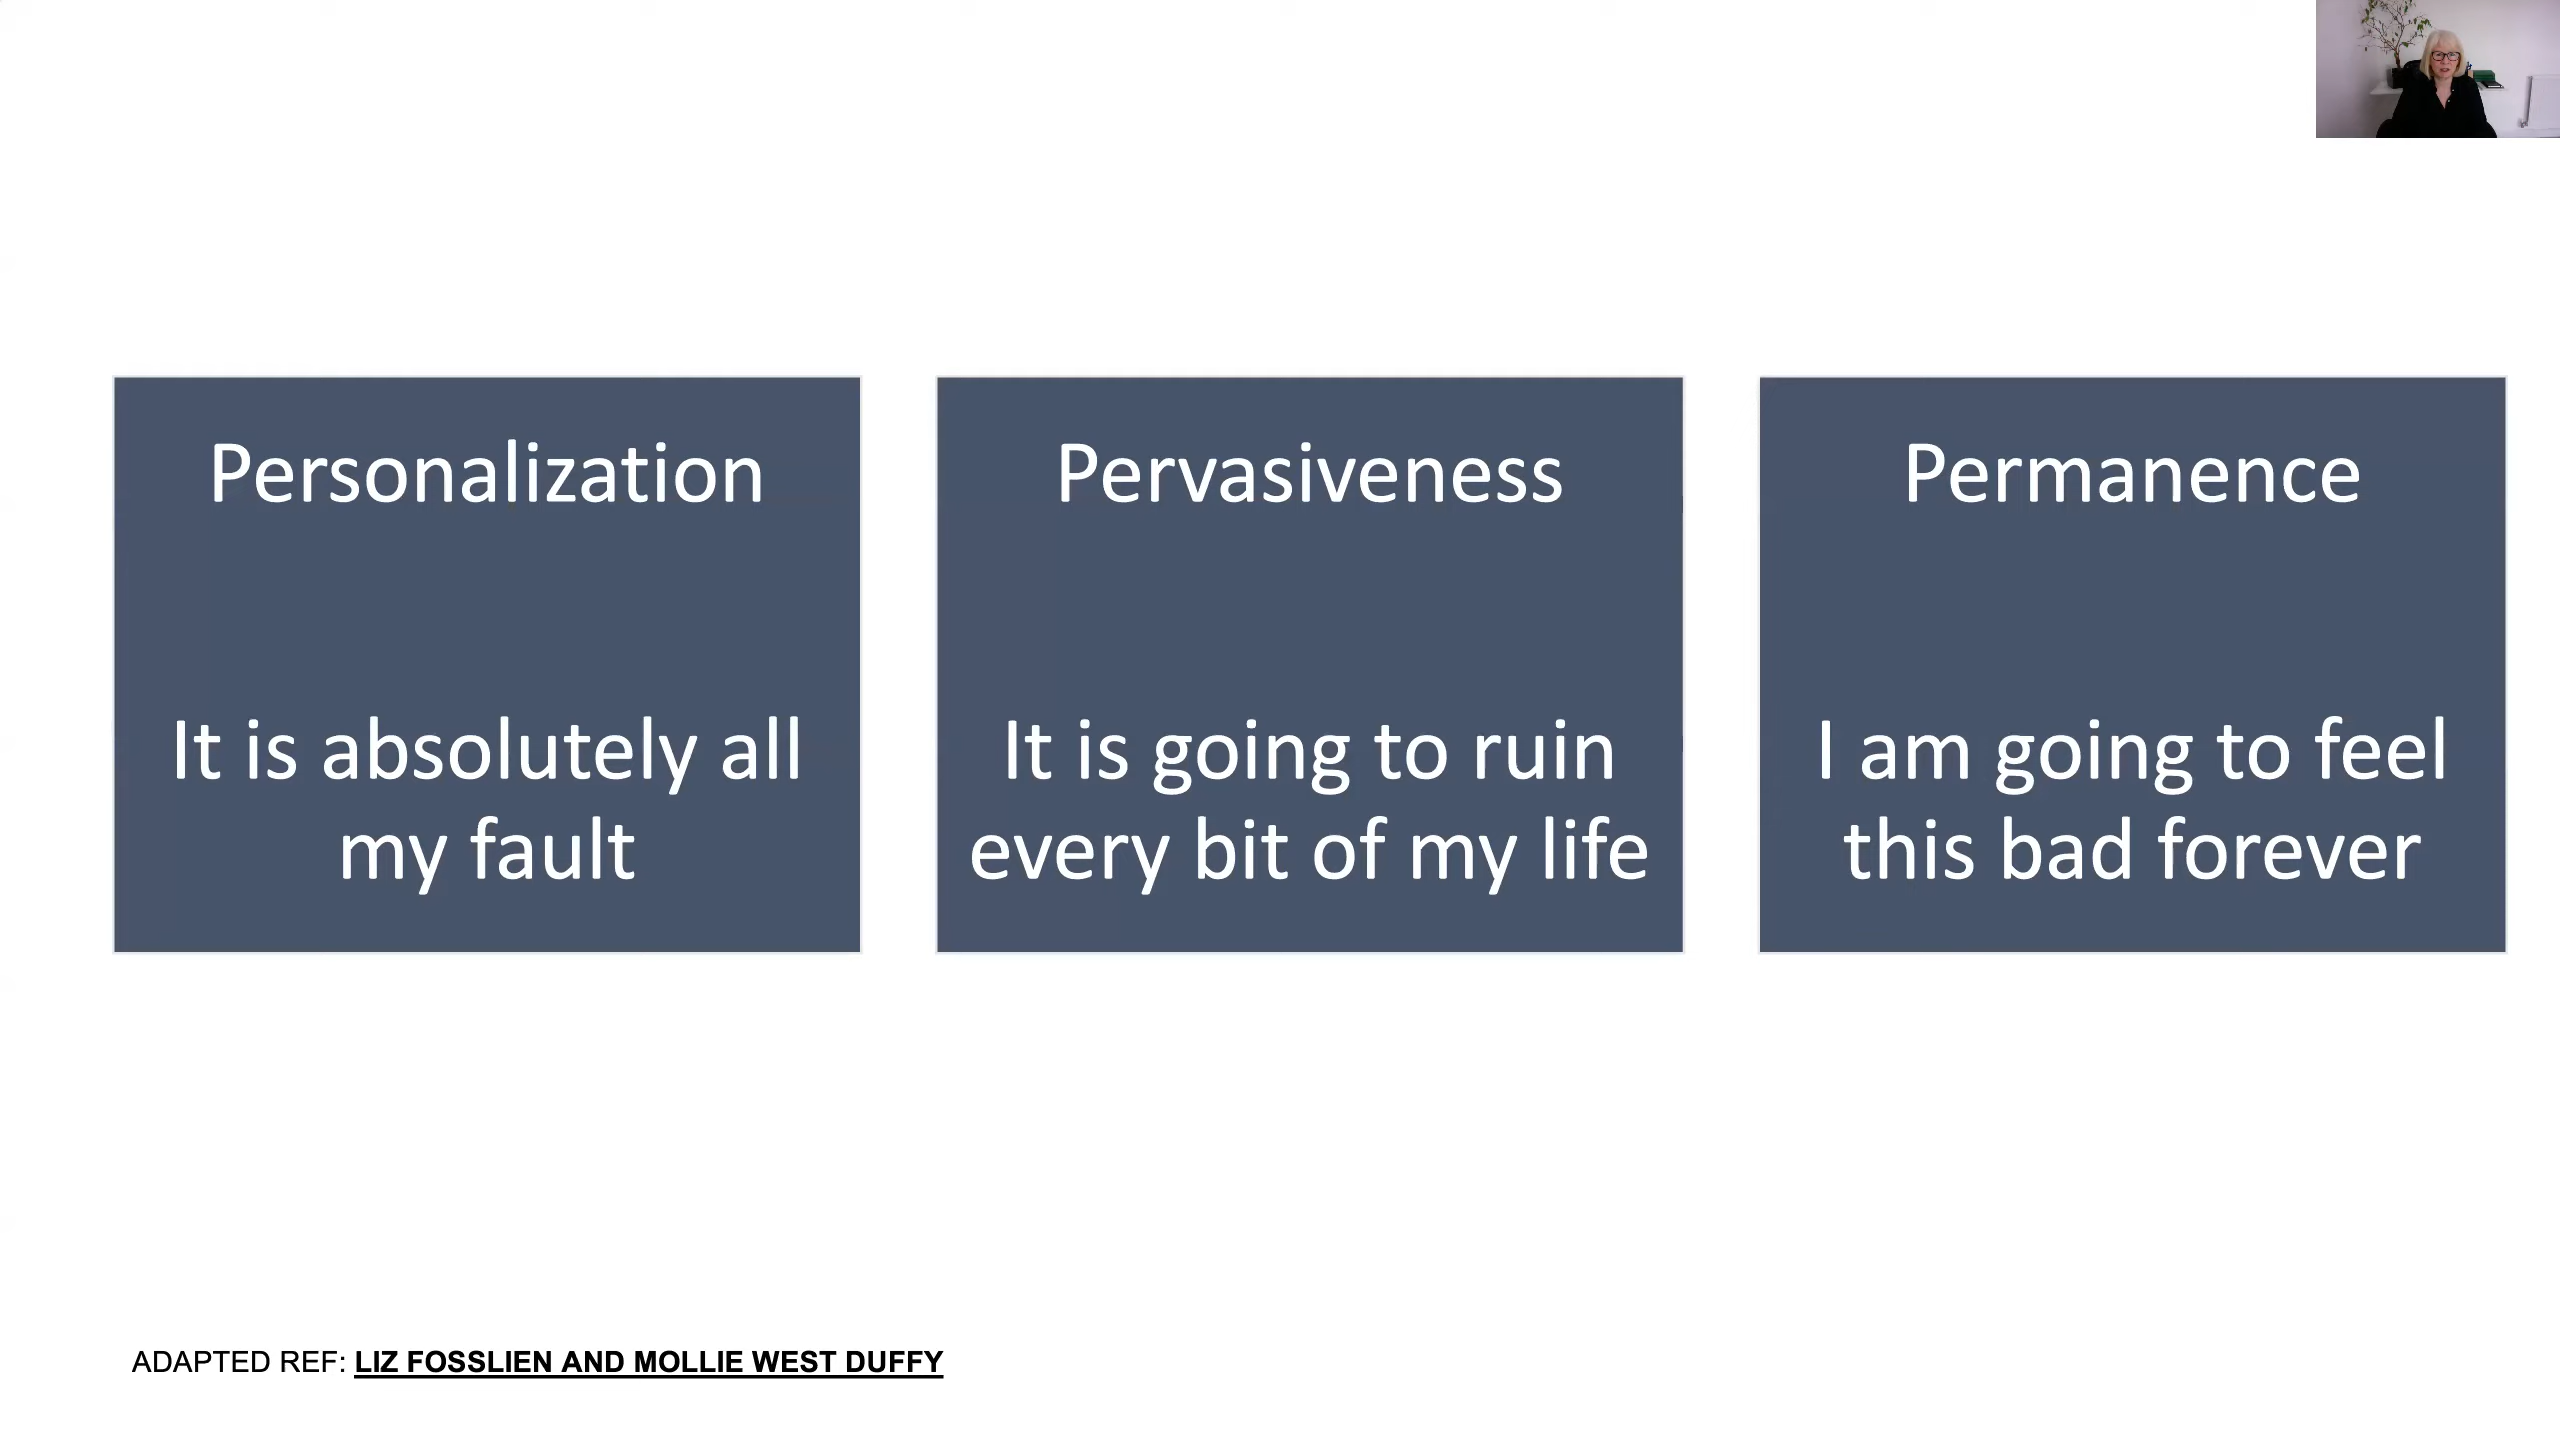 Personalization
It is absolutely all
my fault
Pervasiveness
It is going to ruin
every bit of my life
Permanence
I am going to feel
this bad forever
ADAPTED REF: LIZ FOSSLIEN AND MOLLIE WEST DUFFY